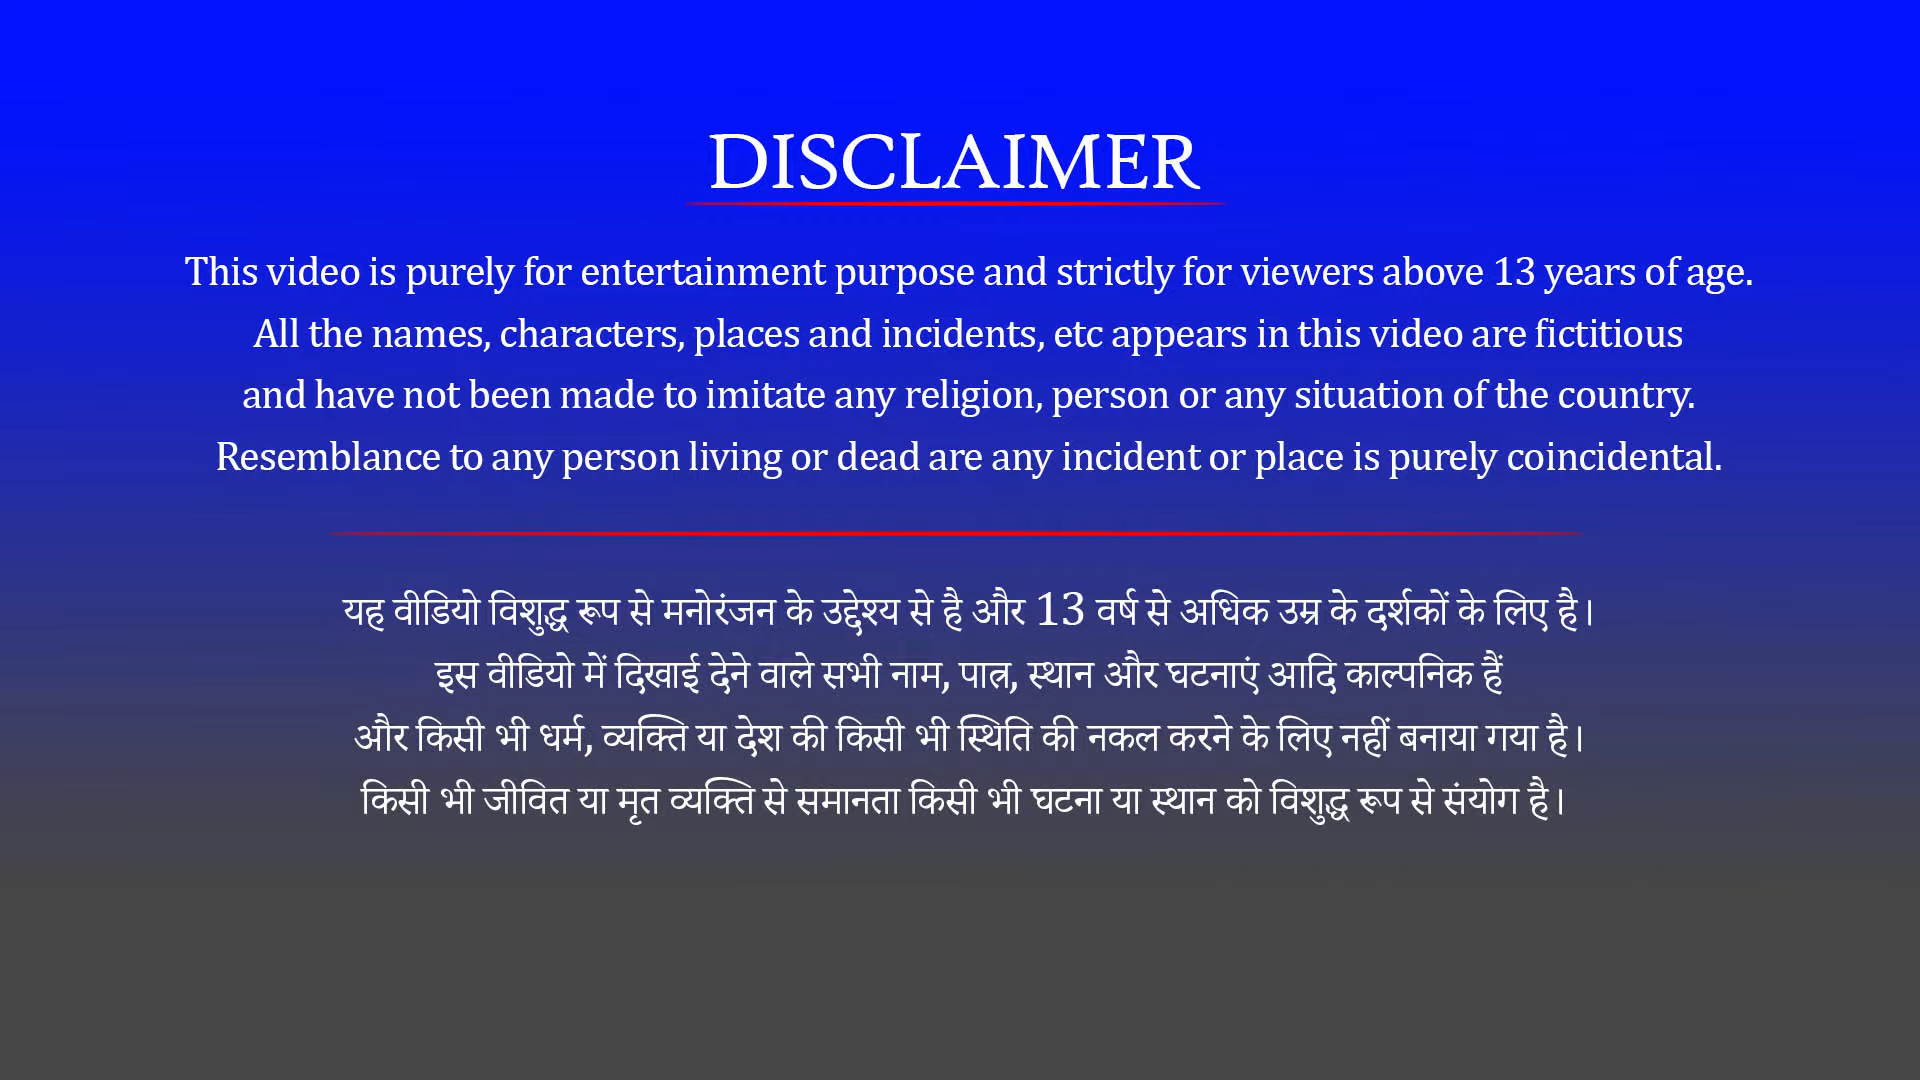 DISCLAIMER
This video is purely for entertainment purpose and strictly for viewers above 13 years of age.
All the names, characters, places and incidents, etc appears in this video are fictitious
and have not been made to imitate any religion, person or any situation of the country.
Resemblance to any person living or dead are any incident or place is purely coincidental.
यह वीडियो विशुद्ध रूप से मनोरंजन के उद्देश्य से है और 13 वर्ष से अधिक उम्र के दर्शकों के लिए है।
इस वीडियो में दिखाई देने वाले सभी नाम, पात्र, स्थान और घटनाएं आदि काल्पनिक हैं
और किसी भी धर्म, व्यक्ति या देश की किसी भी स्थिति की नकल करने के लिए नहीं बनाया गया है।
किसी भी जीवित या मृत व्यक्ति से समानता किसी भी घटना या स्थान को विशुद्ध रूप से संयोग है।